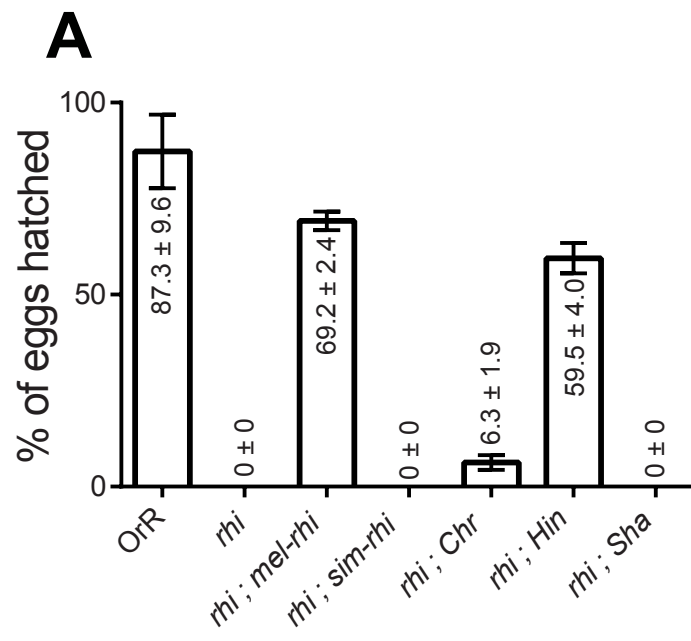 A
% of eggs hatched
100
50
0
87.3 ± 9.6
0 ± 0
69.2 ± 2.4
0 ± 0
6.3 ± 1.9
59.5 ± 4.0
0 ± 0
OrR
rhi
rhi ; mel-rhi
rhi ; sim-rhi
rhi ; Chr
rhi ; Hin
rhi ; Sha